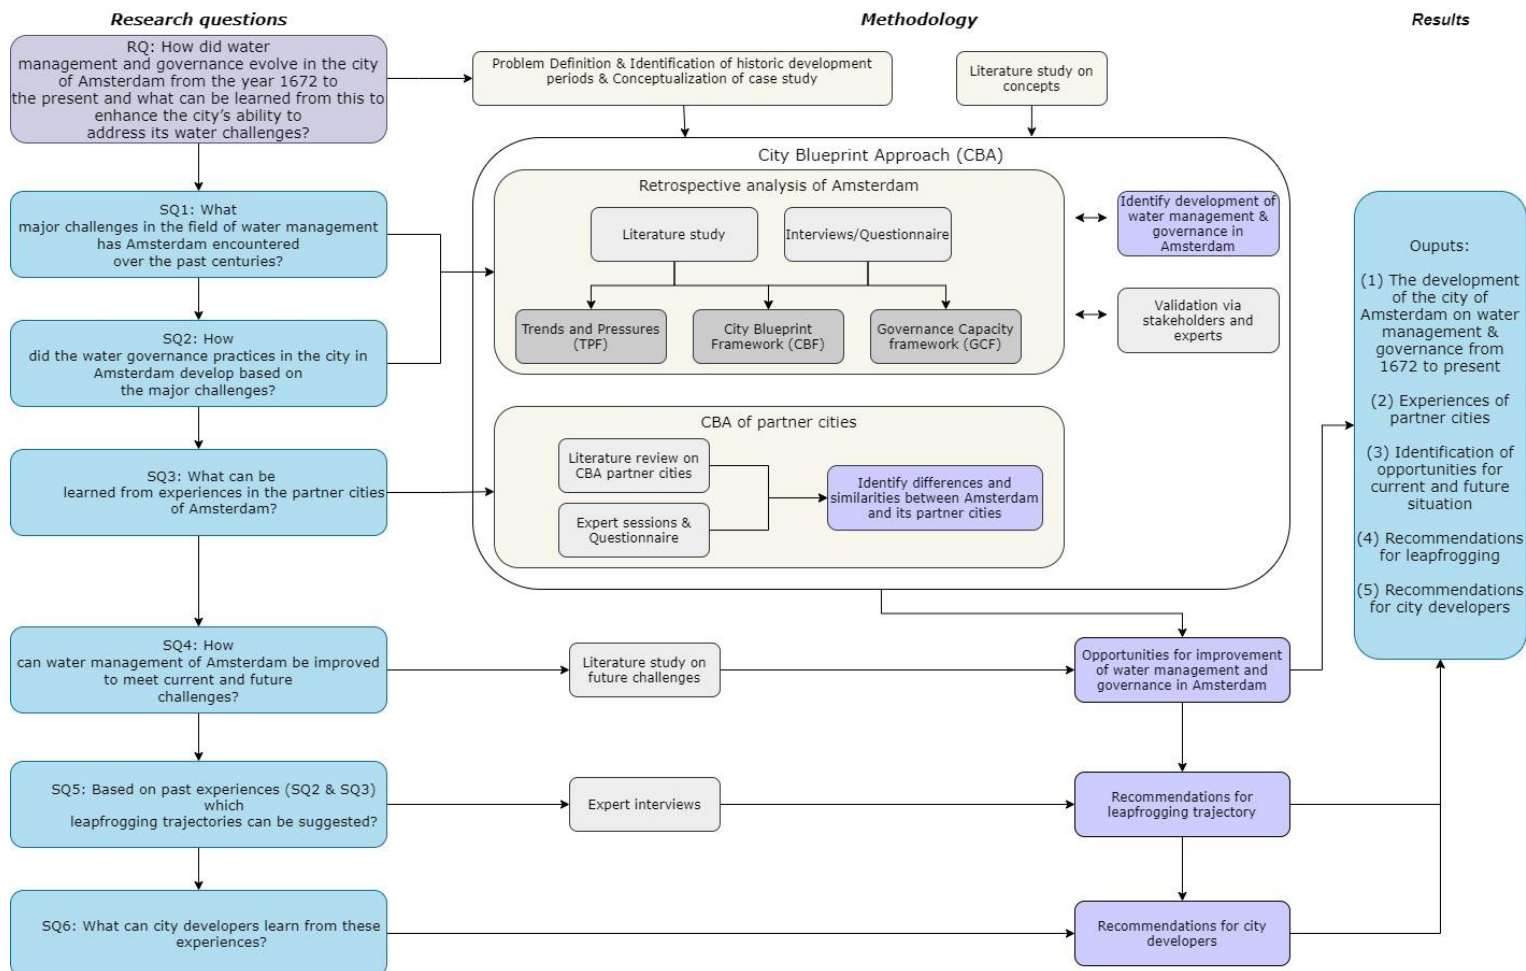 Research questions
Methodology
Results
RQ: How did water
management and governance evolve in the city
of Amsterdam from the year 1672 to
the present and what can be learned from this to
enhance the city's ability to
address its water challenges?
Problem Definition & Identification of historic development
periods & Conceptualization of case study
Literature study on
concepts
City Blueprint Approach (CBA)
SQ1: What
major challenges in the field of water management
has Amsterdam encountered
over the past centuries?
Retrospective analysis of Amsterdam
Literature study
Interviews/Questionnaire
Trends and Pressures
(TPF)
City Blueprint
Framework (CBF)
Governance Capacity
framework (GCF)
Identify development of
water management &
governance in
Amsterdam
Validation via
stakeholders and
experts
SQ2: How
did the water governance practices in the city in
Amsterdam develop based on
the major challenges?
SQ3: What can be
learned from experiences in the partner cities
of Amsterdam?
CBA of partner cities
Literature review on
CBA partner cities
Expert sessions &
Questionnaire
Identify differences and
similarities between Amsterdam
and its partner cities
SQ4: How
can water management of Amsterdam be improved
to meet current and future
challenges?
Literature study on
future challenges
Opportunities for improvement
of water management and
governance in Amsterdam
SQ5: Based on past experiences (SQ2 & SQ3)
which
leapfrogging trajectories can be suggested?
Expert interviews
Recommendations for
leapfrogging trajectory
SQ6: What can city developers learn from these
experiences?
Recommendations for city
developers
Ouputs:
(1) The development
of the city of
Amsterdam on water
management &
governance from
1672 to present
(2) Experiences of
partner cities
(3) Identification of
opportunities for
current and future
situation
(4) Recommendations
for leapfrogging
(5) Recommendations
for city developers